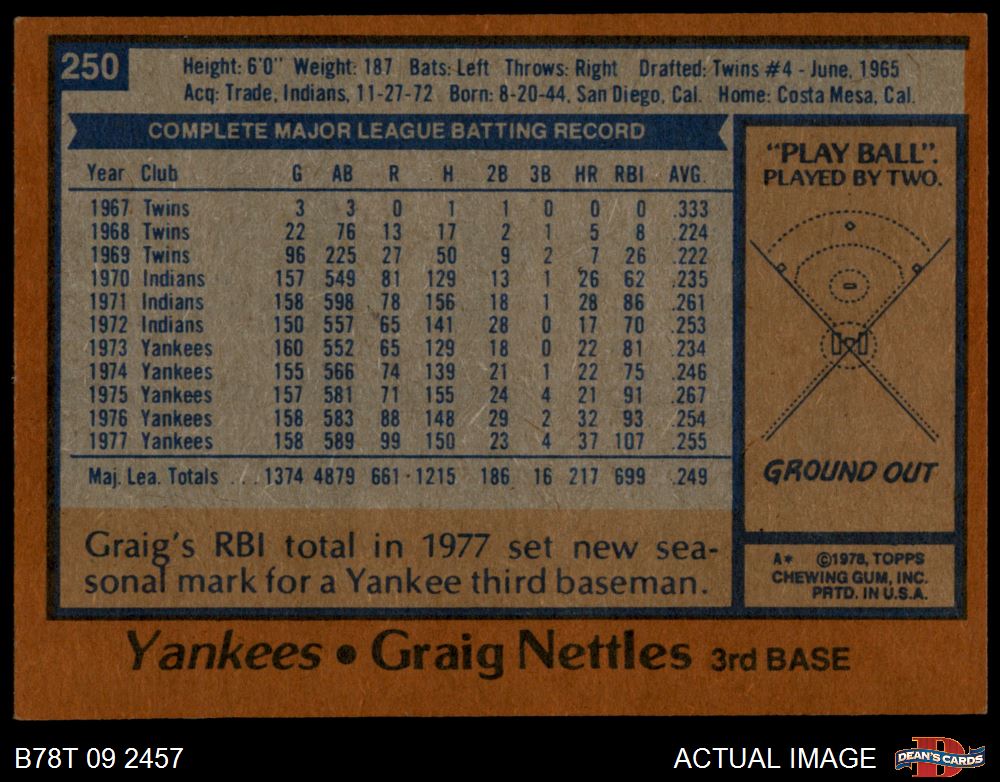 250
Height: 6'0" Weight: 187 Bats: Left Throws: Right Drafted: Twins #4 - June, 1965
Acq: Trade, Indians, 11-27-72 Born: 8-20-44, San Diego, Cal. Home: Costa Mesa, Cal.
COMPLETE MAJOR LEAGUE BATTING RECORD
Year Club G AB R H 2B 3B HR RBI AVG.
1967 Twins 3 3 0 1 1 0 0 0 .333
1968 Twins 22 76 13 17 2 1 5 8 .224
1969 Twins 96 225 27 50 9 2 7 26 .222
1970 Indians 157 549 81 129 13 1 26 62 .235
1971 Indians 158 598 78 156 18 1 28 86 .261
1972 Indians 150 557 65 141 28 0 17 70 .253
1973 Yankees 160 552 65 129 18 0 22 81 .234
1974 Yankees 155 566 74 139 21 1 22 75 .246
1975 Yankees 157 581 71 155 24 4 21 91 .267
1976 Yankees 158 583 88 148 29 2 32 93 .254
1977 Yankees 158 589 99 150 23 4 37 107 .255
Maj. Lea. Totals ... 1374 4879 661 1215 186 16 217 699 .249
Graig's RBI total in 1977 set new sea-
sonal mark for a Yankee third baseman.
"PLAY BALL".
PLAYED BY TWO.
GROUND OUT
A* ©1978, TOPPS
CHEWING GUM, INC.
PRTD. IN U.S.A.
Yankees • Graig Nettles 3rd BASE
B78T 09 2457
ACTUAL IMAGE
D
DEAN'S CARDS